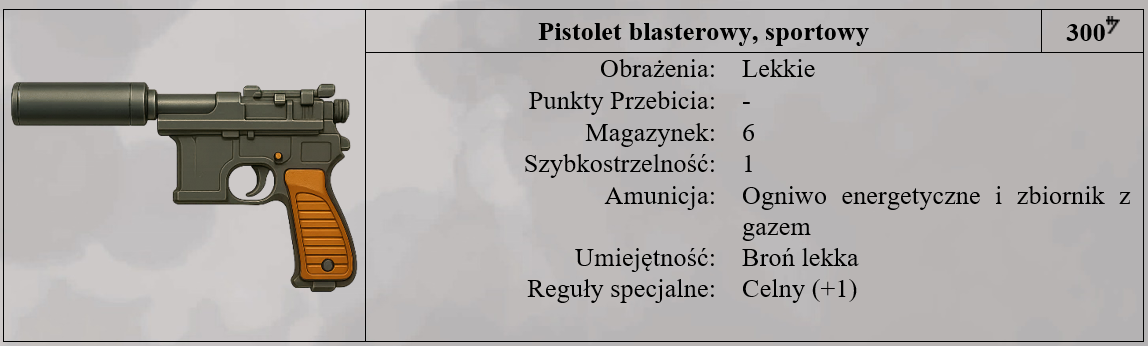 Pistolet blasterowy, sportowy 300
Obrażenia: Lekkie
Punkty Przebicia: -
Magazynek: 6
Szybkostrzelność: 1
Amunicja: Ogniwo energetyczne i zbiornik z
gazem
Umiejętność: Broń lekka
Reguły specjalne: Celny (+1)